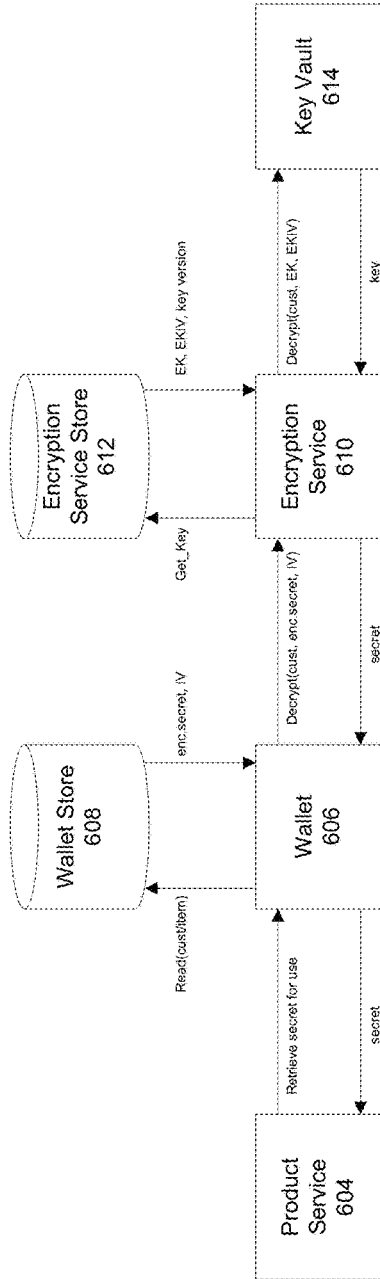 Wallet Store
608
Encryption
Service Store
612
Read(cust/item)
enc.secret, IV
Get_Key
EK, EKIV, key version
Product
Service
604
Retrieve secret for use
secret
Wallet
606
Decrypt(cust, enc.secret, IV)
secret
Encryption
Service
610
Decrypt(cust, EK, EKIV)
key
Key Vault
614